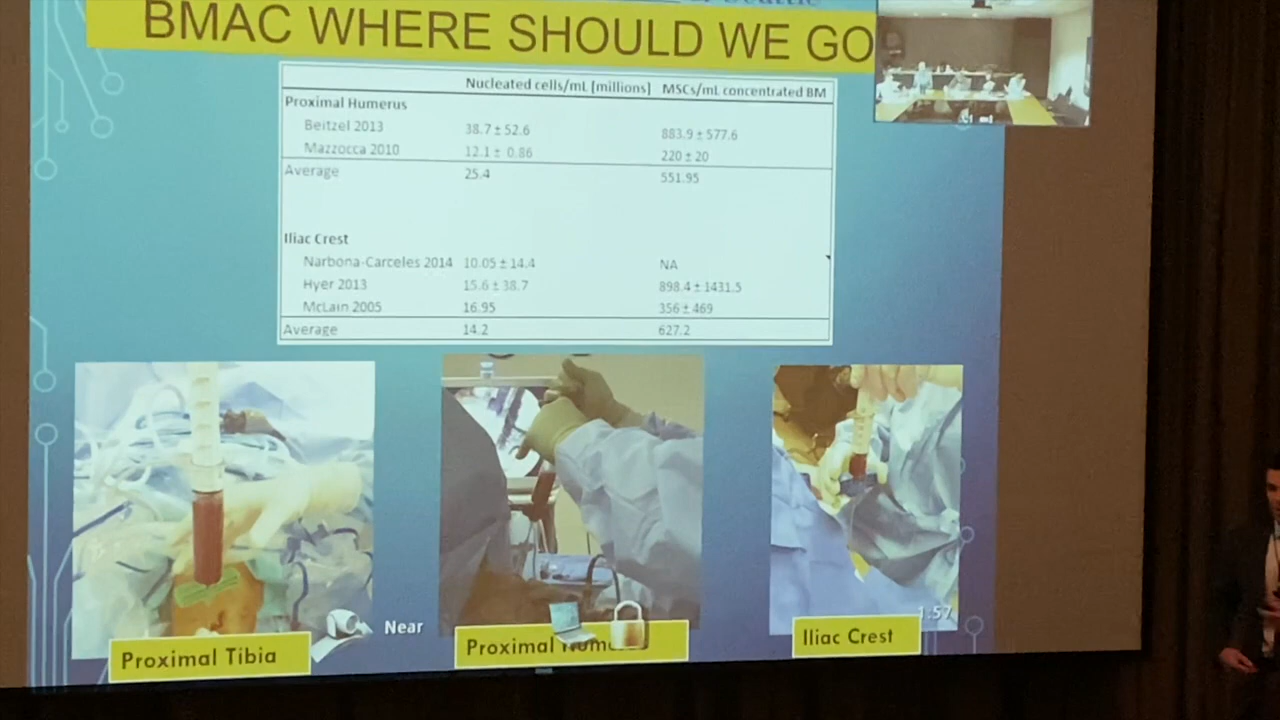 BMAC WHERE SHOULD WE GO
Nucleated cells/mL [millions] MSCs/mL concentrated BM
Proximal Humerus
Beitzel 2013 38.7 ± 52.6 883.9 ± 577.6
Mazzocca 2010 12.1 ± 0.86 220 ± 20
Average 25.4 551.95
Iliac Crest
Narbona-Carceles 2014 10.05 ± 14.4 NA
Hyer 2013 15.6 ± 38.7 898.4 ± 1431.5
McLain 2005 16.95 356 ± 469
Average 14.2 627.2
Near
1:57
Proximal Tibia
Proximal
Iliac Crest